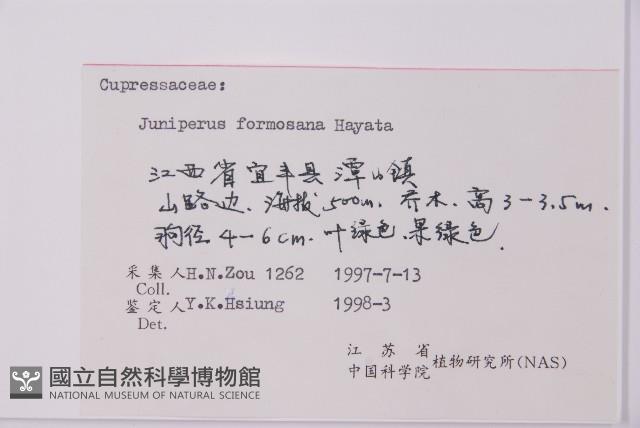 Cupressaceae:
Juniperus formosana Hayata
江西省宜丰县潭山镇
山路边、海拔500m. 乔木. 高3-3.5m.
胸径4-6cm. 叶绿色、果绿色.
采集人H.N.Zou 1262 1997-7-13
Coll.
鉴定人Y.K.Hsiung 1998-3
Det.
江苏省
中国科学院植物研究所(NAS)
國立自然科學博物館
NATIONAL MUSEUM OF NATURAL SCIENCE